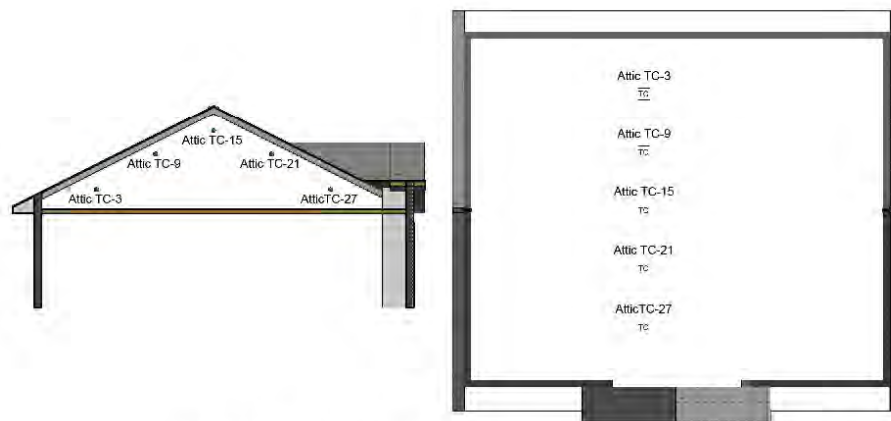 Attic TC-15
Attic TC-9
Attic TC-21
Attic TC-3
AtticTC-27
Attic TC-3
TC
Attic TC-9
TC
Attic TC-15
TC
Attic TC-21
TC
AtticTC-27
TC